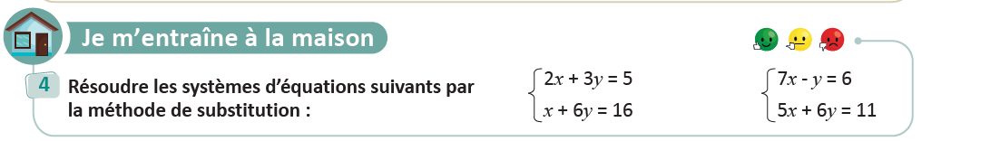 Je m'entraîne à la maison
4 Résoudre les systèmes d'équations suivants par
la méthode de substitution :
2x + 3y = 5
x + 6y = 16
7x - y = 6
5x + 6y = 11